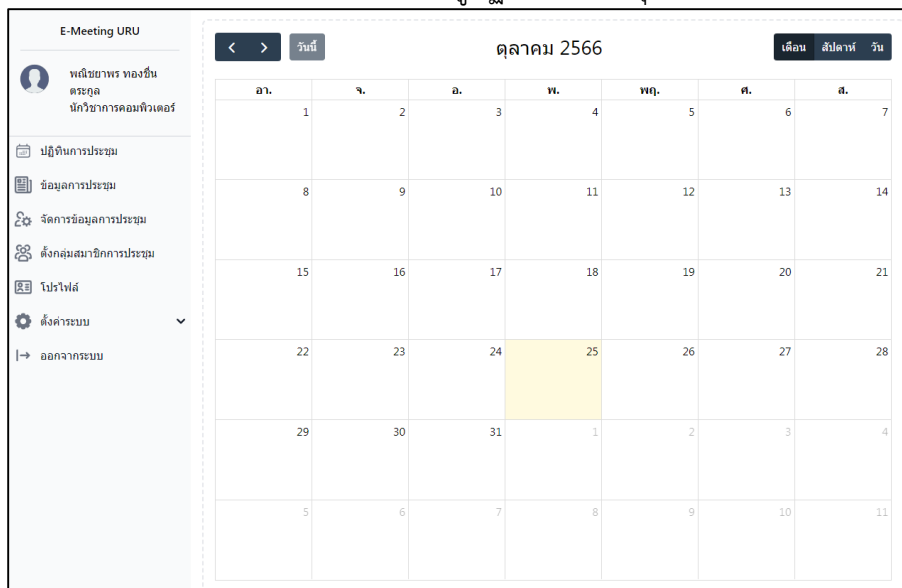 E-Meeting URU
พณิชยาพร ทองชื่น
ตระกูล
นักวิชาการคอมพิวเตอร์
ปฏิทินการประชุม
ข้อมูลการประชุม
จัดการข้อมูลการประชุม
ตั้งกลุ่มสมาชิกการประชุม
โปรไฟล์
ตั้งค่าระบบ
ออกจากระบบ
วันนี้
ตุลาคม 2566
เดือน สัปดาห์ วัน
อา. จ. อ. พ. พฤ. ศ. ส.
1 2 3 4 5 6 7
8 9 10 11 12 13 14
15 16 17 18 19 20 21
22 23 24 25 26 27 28
29 30 31 1 2 3 4
5 6 7 8 9 10 11